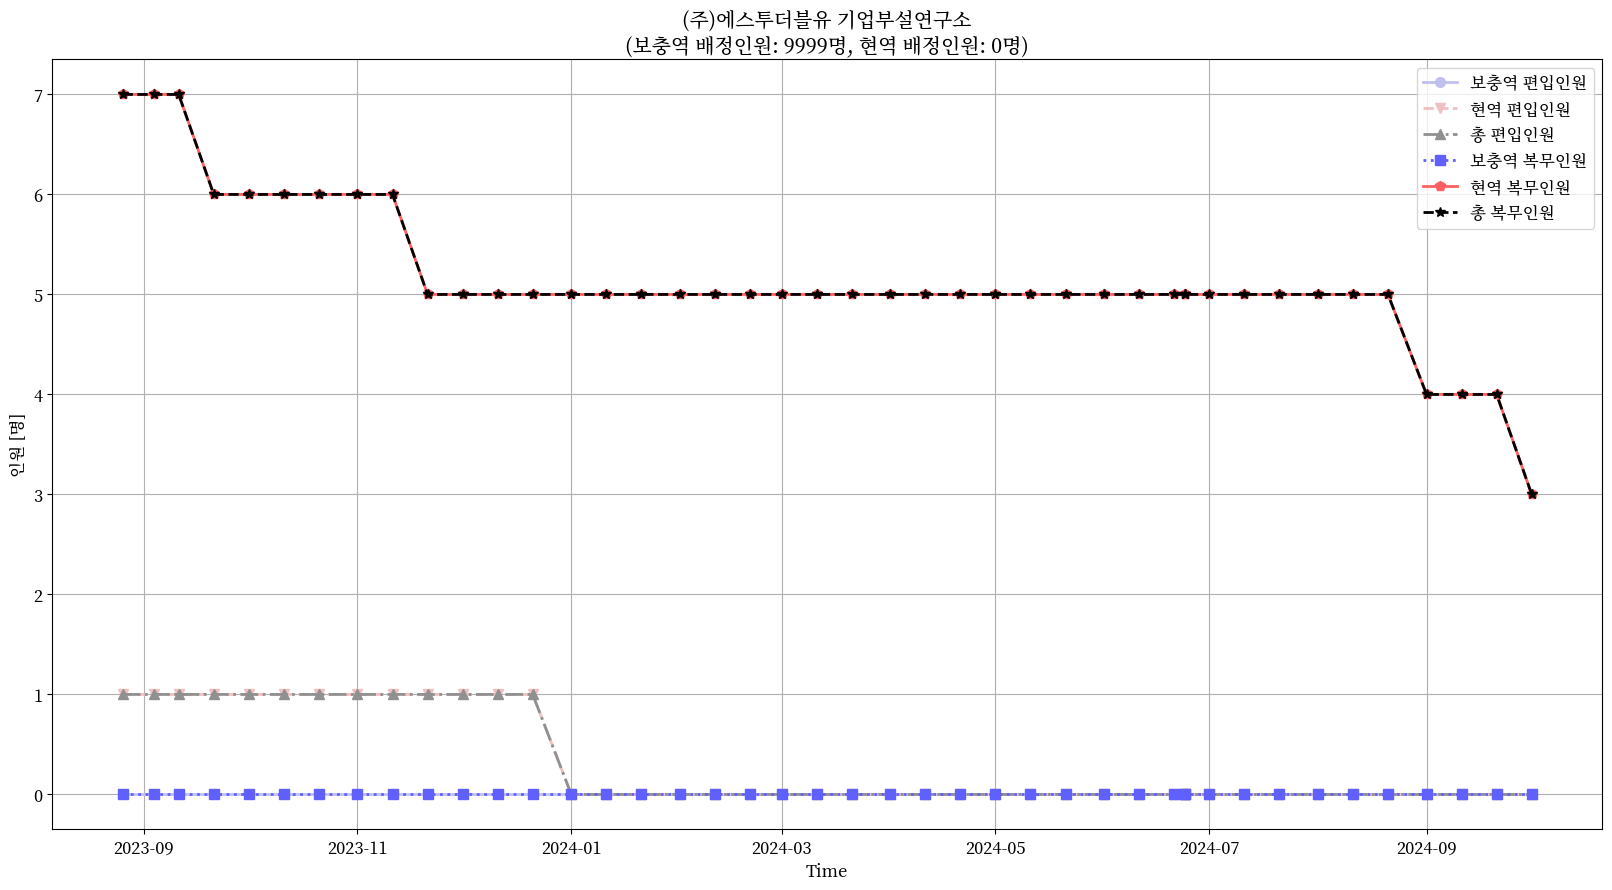 (주)에스투더블유 기업부설연구소
(보충역 배정인원: 9999명, 현역 배정인원: 0명)
보충역 편입인원
현역 편입인원
총 편입인원
보충역 복무인원
현역 복무인원
총 복무인원
인원 [명]
7
6
5
4
3
2
1
0
2023-09
2023-11
2024-01
2024-03
2024-05
2024-07
2024-09
Time